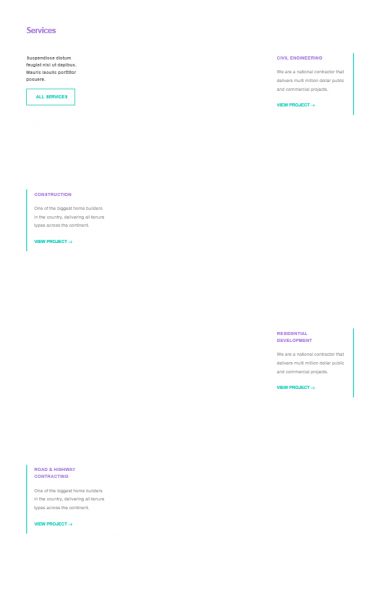 Services
Suspendisse dictum
feugiat nisl ut dapibus.
Mauris iaculis porttitor
posuere.
ALL SERVICES
CIVIL ENGINEERING
We are a national contractor that
delivers multi million dollar public
and commercial projects.
VIEW PROJECT →
CONSTRUCTION
One of the biggest home builders
in the country, delivering all tenure
types across the continent.
VIEW PROJECT →
RESIDENTIAL
DEVELOPMENT
We are a national contractor that
delivers multi million dollar public
and commercial projects.
VIEW PROJECT →
ROAD & HIGHWAY
CONTRACTING
One of the biggest home builders
in the country, delivering all tenure
types across the continent.
VIEW PROJECT →